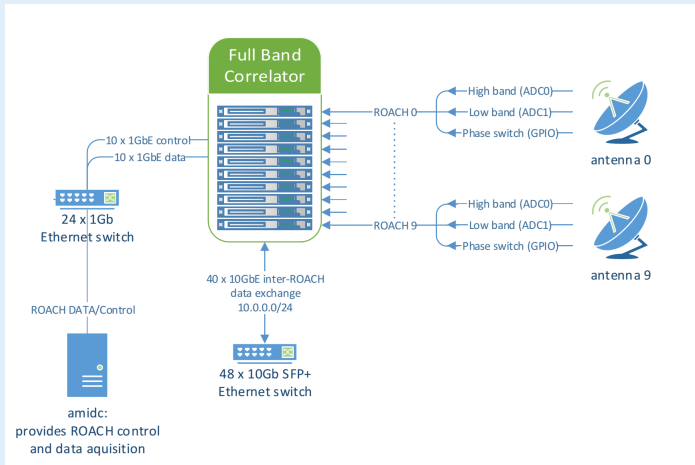 Full Band
Correlator
10 x 1GbE control
10 x 1GbE data
24 x 1Gb
Ethernet switch
ROACH DATA/Control
amidc:
provides ROACH control
and data aquisition
40 x 10GbE inter-ROACH
data exchange
10.0.0.0/24
48 x 10Gb SFP+
Ethernet switch
ROACH 0
High band (ADC0)
Low band (ADC1)
Phase switch (GPIO)
antenna 0
ROACH 9
High band (ADC0)
Low band (ADC1)
Phase switch (GPIO)
antenna 9